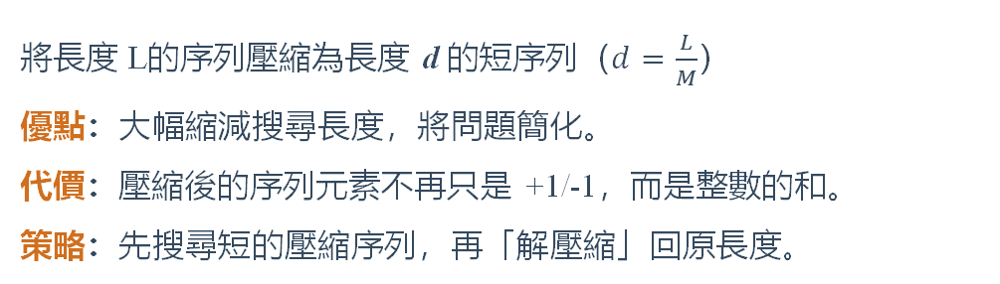 將長度 L的序列壓縮為長度 d 的短序列（d = L/M）
優點：大幅縮減搜尋長度，將問題簡化。
代價：壓縮後的序列元素不再只是 +1/-1，而是整數的和。
策略：先搜尋短的壓縮序列，再「解壓縮」回原長度。